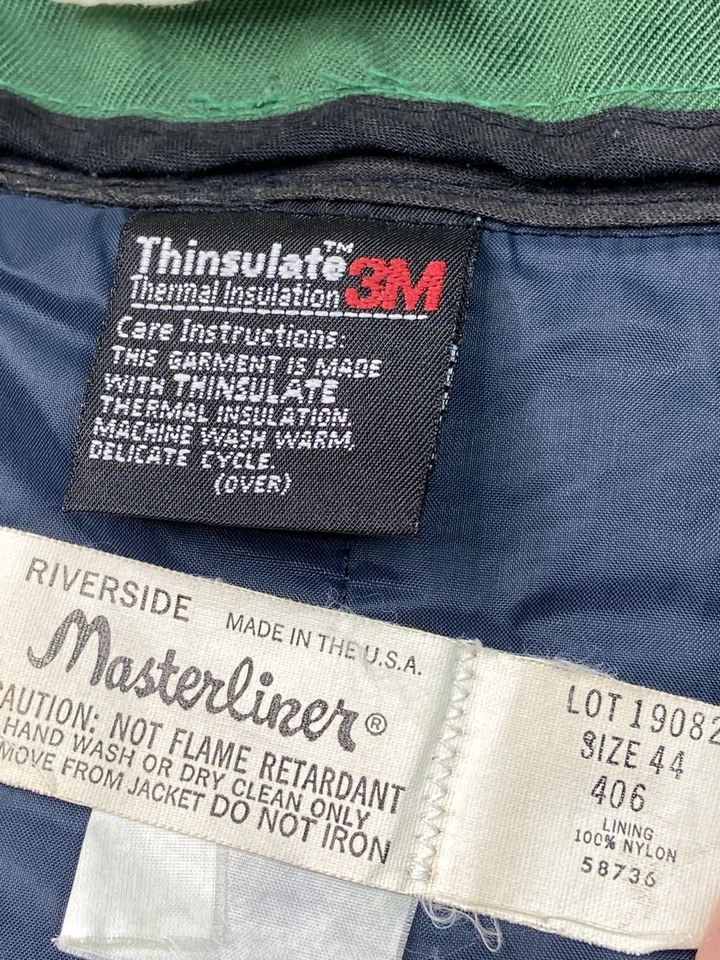 Thinsulate™
Thermal Insulation 3M
Care Instructions:
THIS GARMENT IS MADE
WITH THINSULATE
THERMAL INSULATION.
MACHINE WASH WARM,
DELICATE CYCLE.
(OVER)
RIVERSIDE MADE IN THE U.S.A.
Masterliner®
CAUTION: NOT FLAME RETARDANT
HAND WASH OR DRY CLEAN ONLY
MOVE FROM JACKET DO NOT IRON
LOT 19082
SIZE 44
406
LINING
100% NYLON
58736